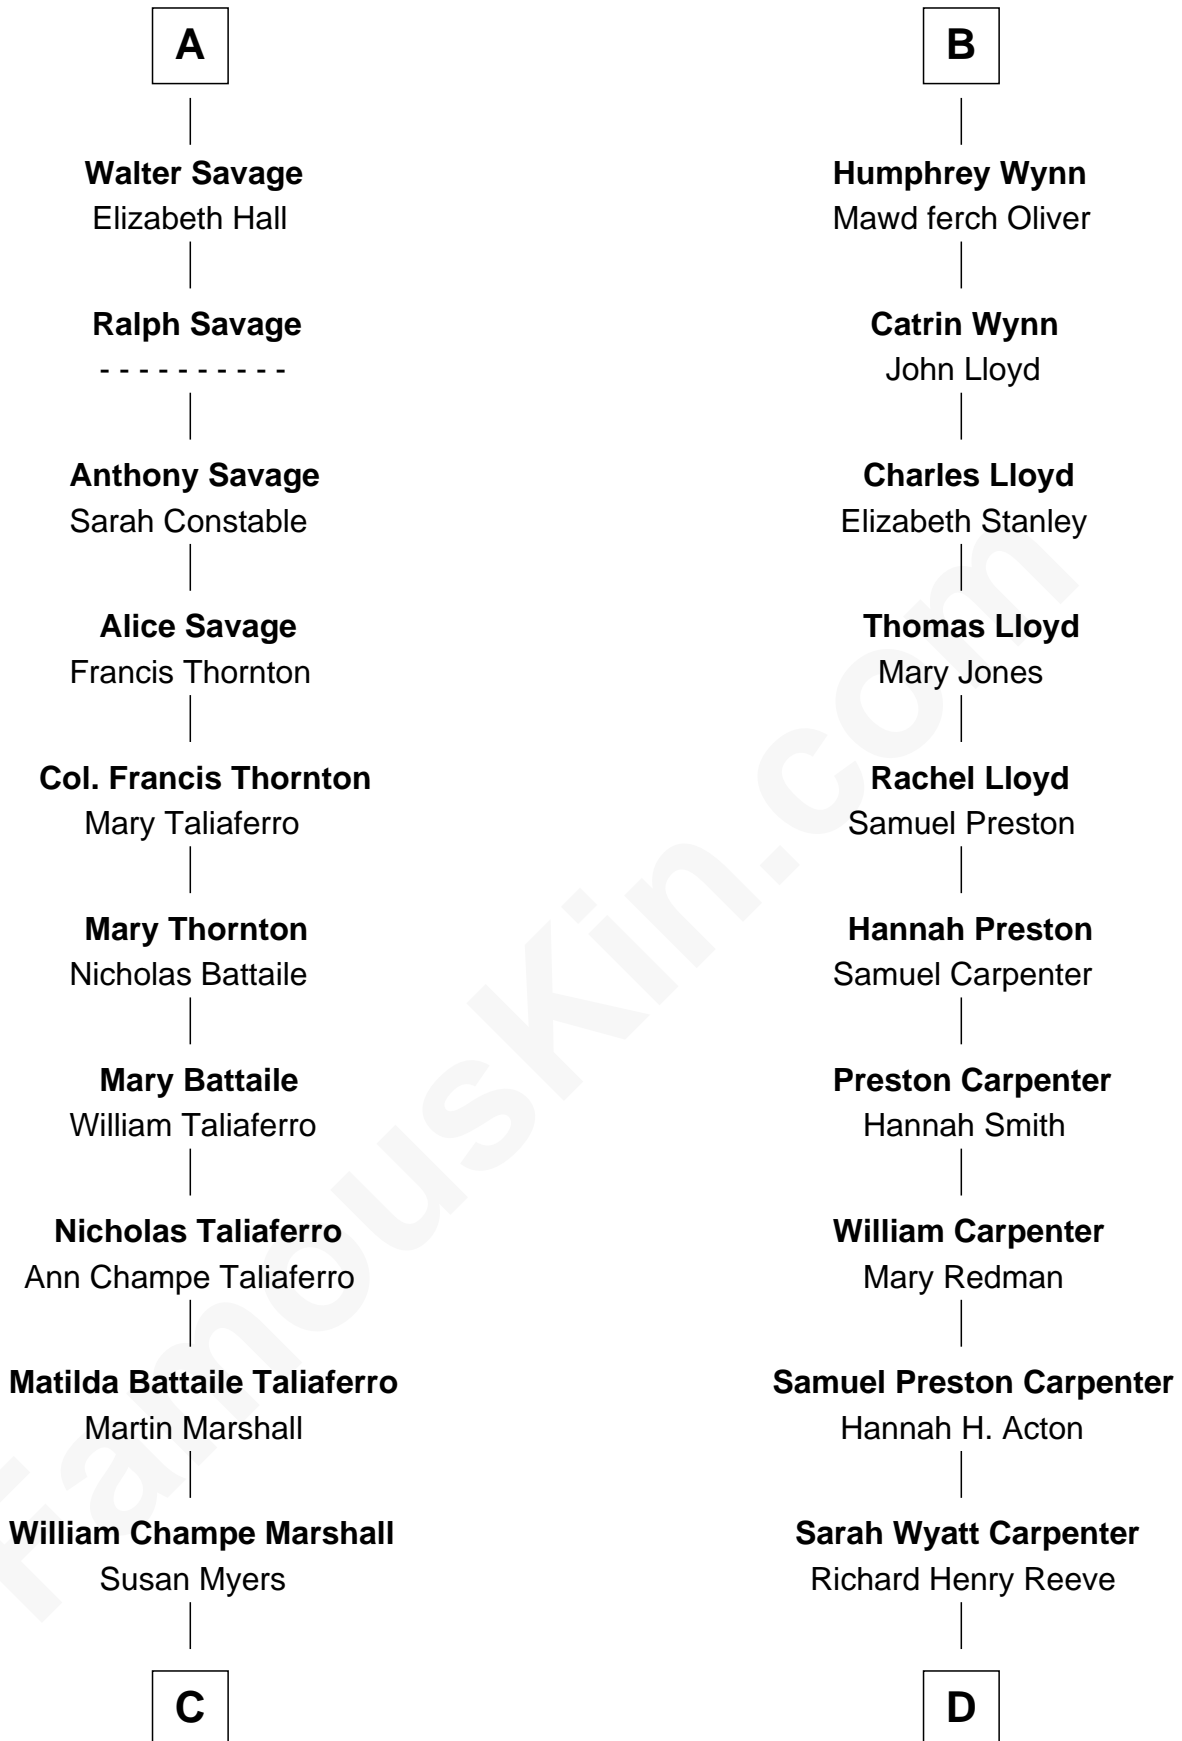 A
Walter Savage
Elizabeth Hall
Ralph Savage
- - - - - - - - - -
Anthony Savage
Sarah Constable
Alice Savage
Francis Thornton
Col. Francis Thornton
Mary Taliaferro
Mary Thornton
Nicholas Battaile
Mary Battaile
William Taliaferro
Nicholas Taliaferro
Ann Champe Taliaferro
Matilda Battaile Taliaferro
Martin Marshall
William Champe Marshall
Susan Myers
C
B
Humphrey Wynn
Mawd ferch Oliver
Catrin Wynn
John Lloyd
Charles Lloyd
Elizabeth Stanley
Thomas Lloyd
Mary Jones
Rachel Lloyd
Samuel Preston
Hannah Preston
Samuel Carpenter
Preston Carpenter
Hannah Smith
William Carpenter
Mary Redman
Samuel Preston Carpenter
Hannah H. Acton
Sarah Wyatt Carpenter
Richard Henry Reeve
D
FamousKin.com